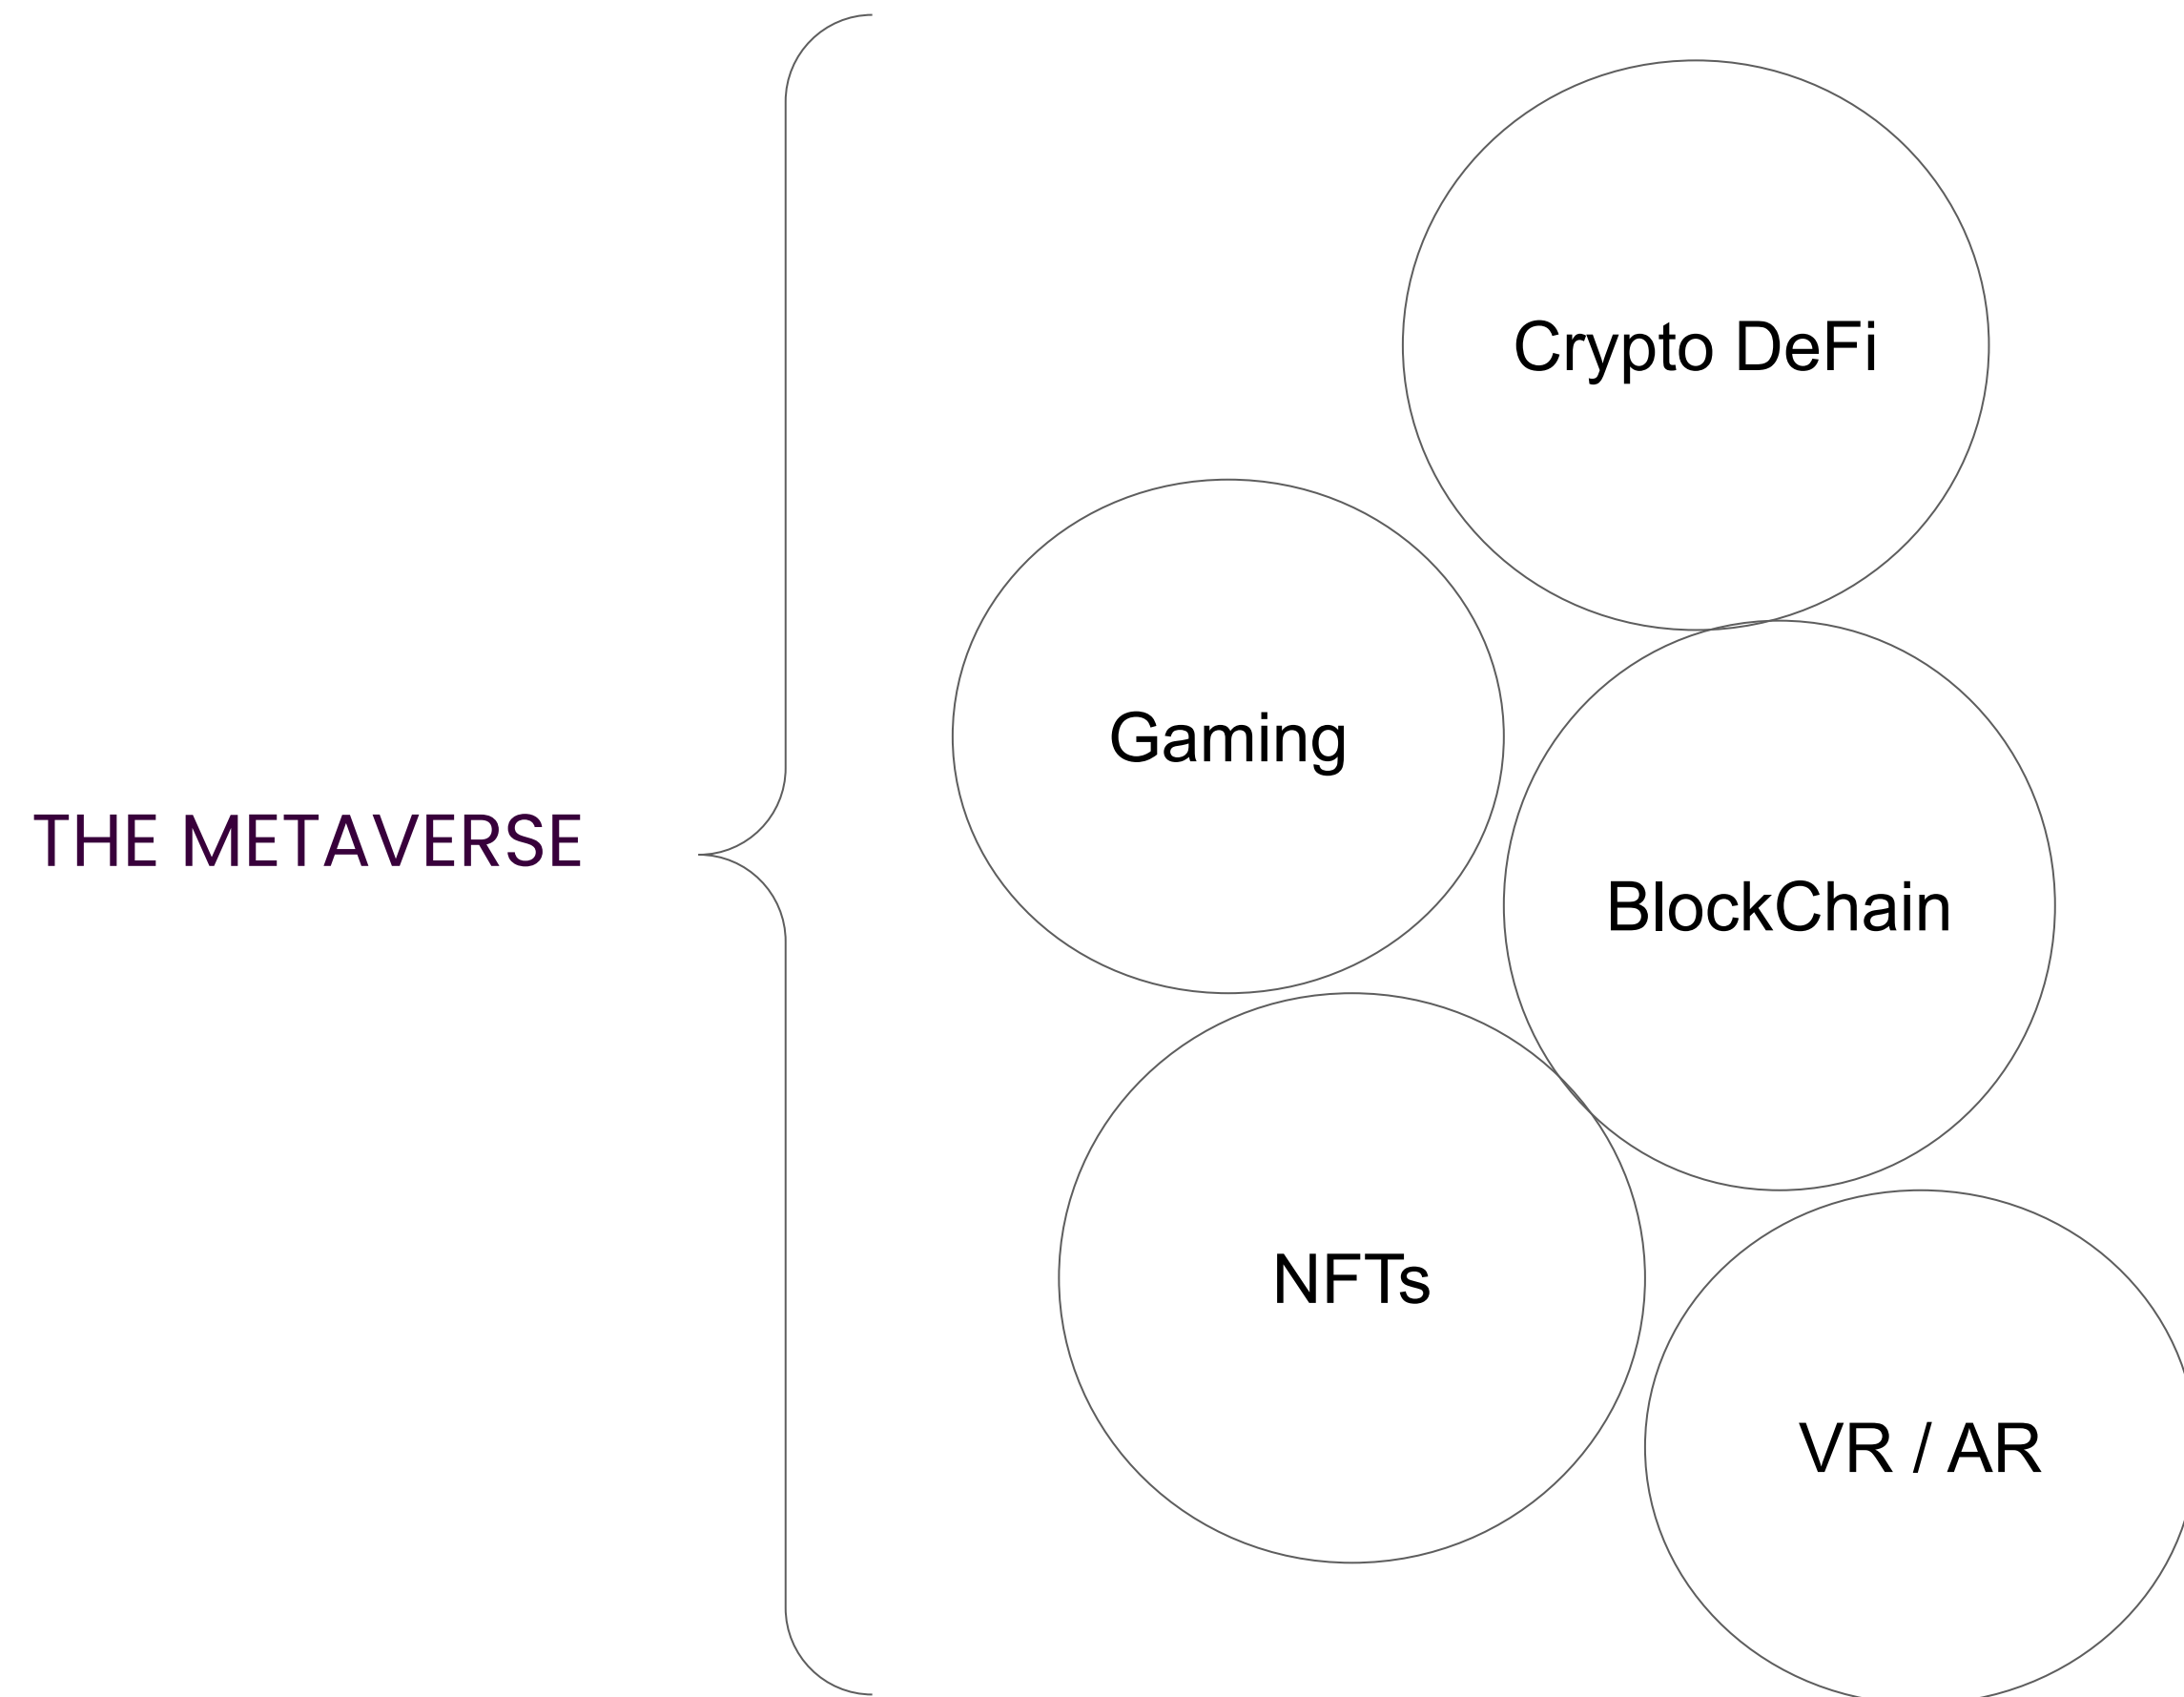 THE METAVERSE
Crypto DeFi
Gaming
BlockChain
NFTs
VR / AR